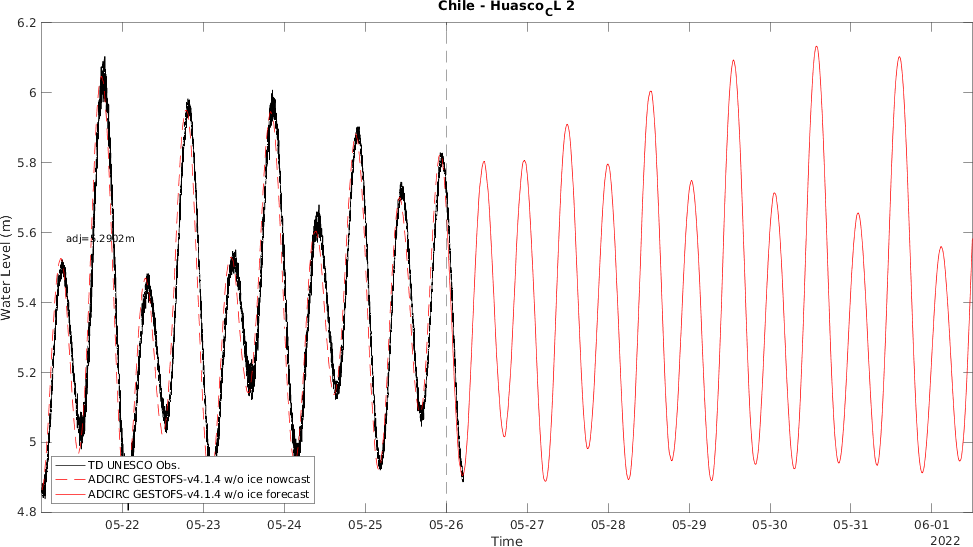 Chile - Huasco_CL 2
6.2
6
5.8
5.6
5.4
5.2
5
4.8
Water Level (m)
adj=5.2902m
TD UNESCO Obs.
ADCIRC GESTOFS-v4.1.4 w/o ice nowcast
ADCIRC GESTOFS-v4.1.4 w/o ice forecast
05-22 05-23 05-24 05-25 05-26 05-27 05-28 05-29 05-30 05-31 06-01
Time 2022